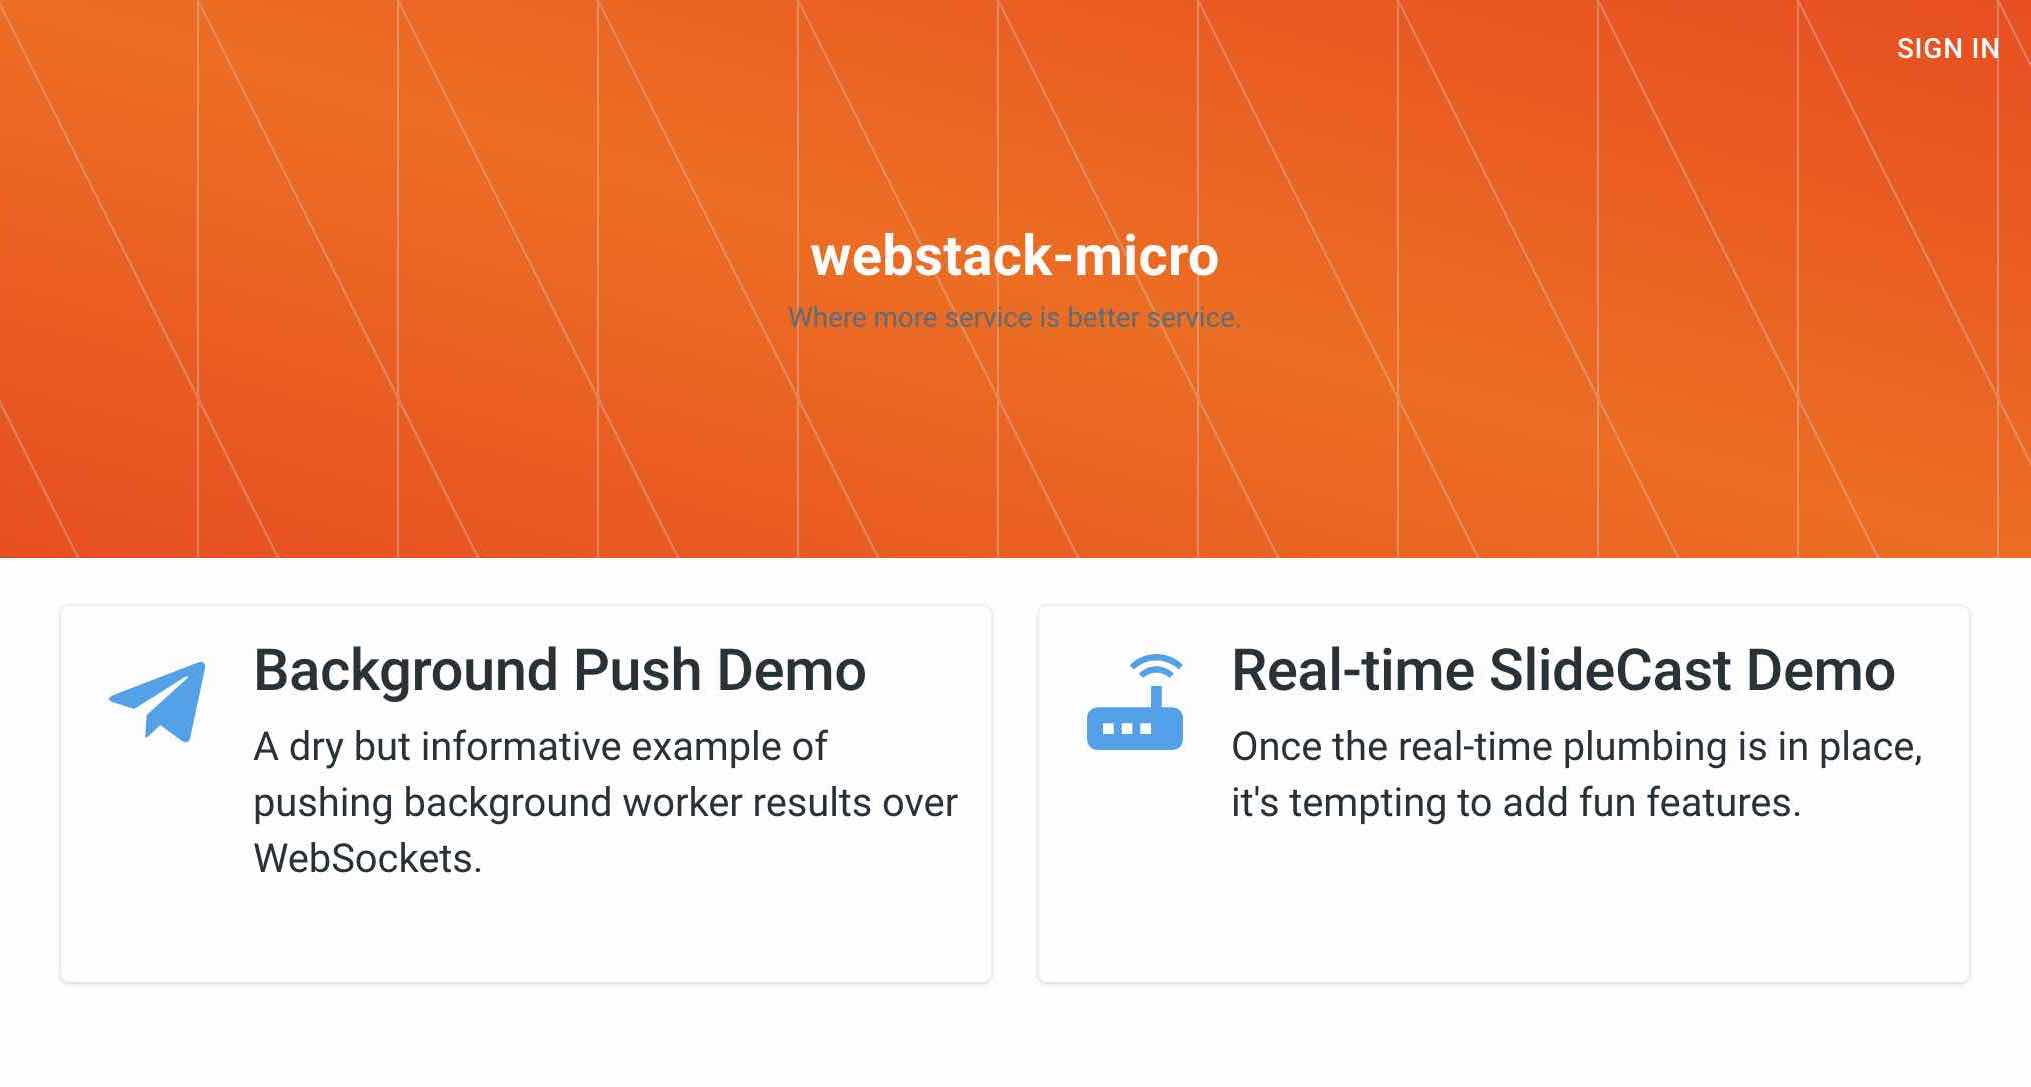 SIGN IN
webstack-micro
Where more service is better service.
Background Push Demo
A dry but informative example of
pushing background worker results over
WebSockets.
Real-time SlideCast Demo
Once the real-time plumbing is in place,
it's tempting to add fun features.